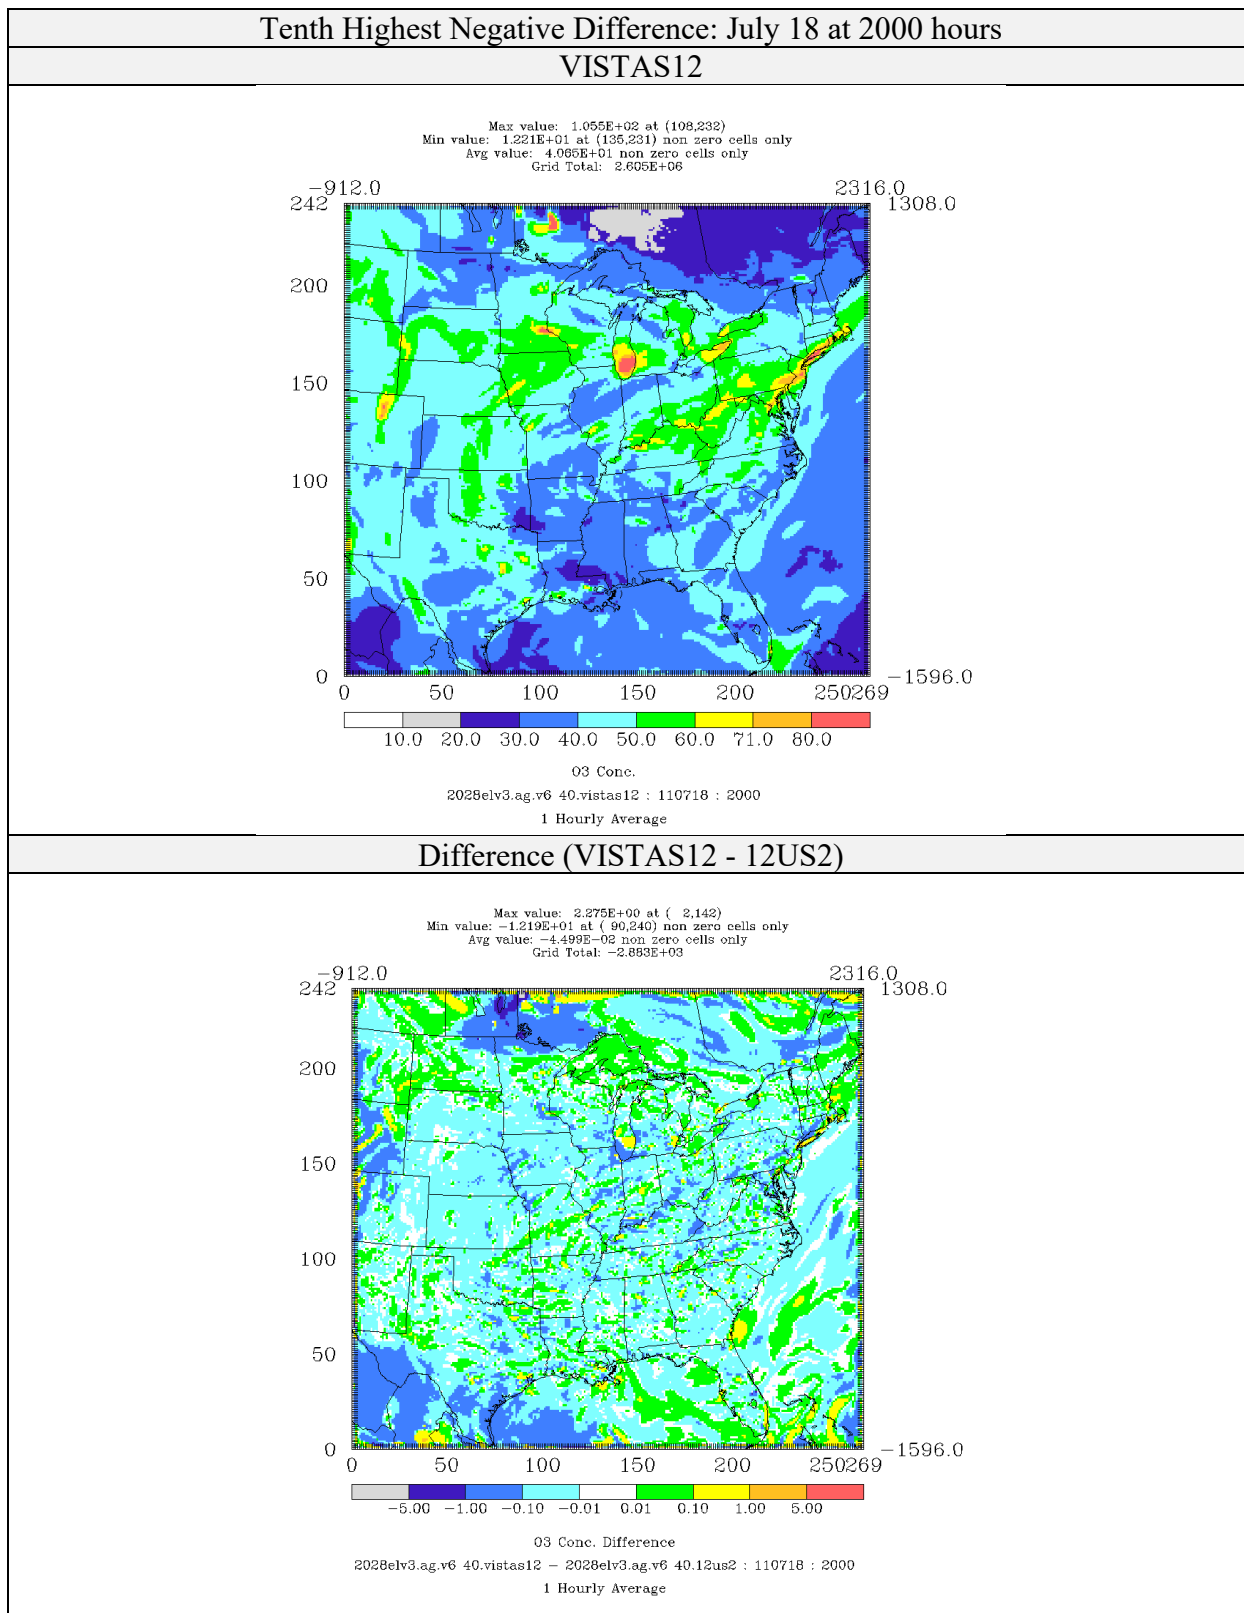 Tenth Highest Negative Difference: July 18 at 2000 hours
VISTAS12
Max value: 1.055E+02 at (108,232)
Min value: 1.221E+01 at (135,231) non zero cells only
Avg value: 4.065E+01 non zero cells only
Grid Total: 2.605E+06
−912.0 2316.0
242 1308.0
200
150
100
50
0 −1596.0
0 50 100 150 200 250269
10.0 20.0 30.0 40.0 50.0 60.0 71.0 80.0
O3 Conc.
2028elv3.ag.v6 40.vistas12 : 110718 : 2000
1 Hourly Average
Difference (VISTAS12 - 12US2)
Max value: 2.275E+00 at ( 2,142)
Min value: −1.219E+01 at ( 90,240) non zero cells only
Avg value: −4.499E−02 non zero cells only
Grid Total: −2.883E+03
−912.0 2316.0
242 1308.0
200
150
100
50
0 −1596.0
0 50 100 150 200 250269
−5.00 −1.00 −0.10 −0.01 0.01 0.10 1.00 5.00
O3 Conc. Difference
2028elv3.ag.v6 40.vistas12 − 2028elv3.ag.v6 40.12us2 : 110718 : 2000
1 Hourly Average